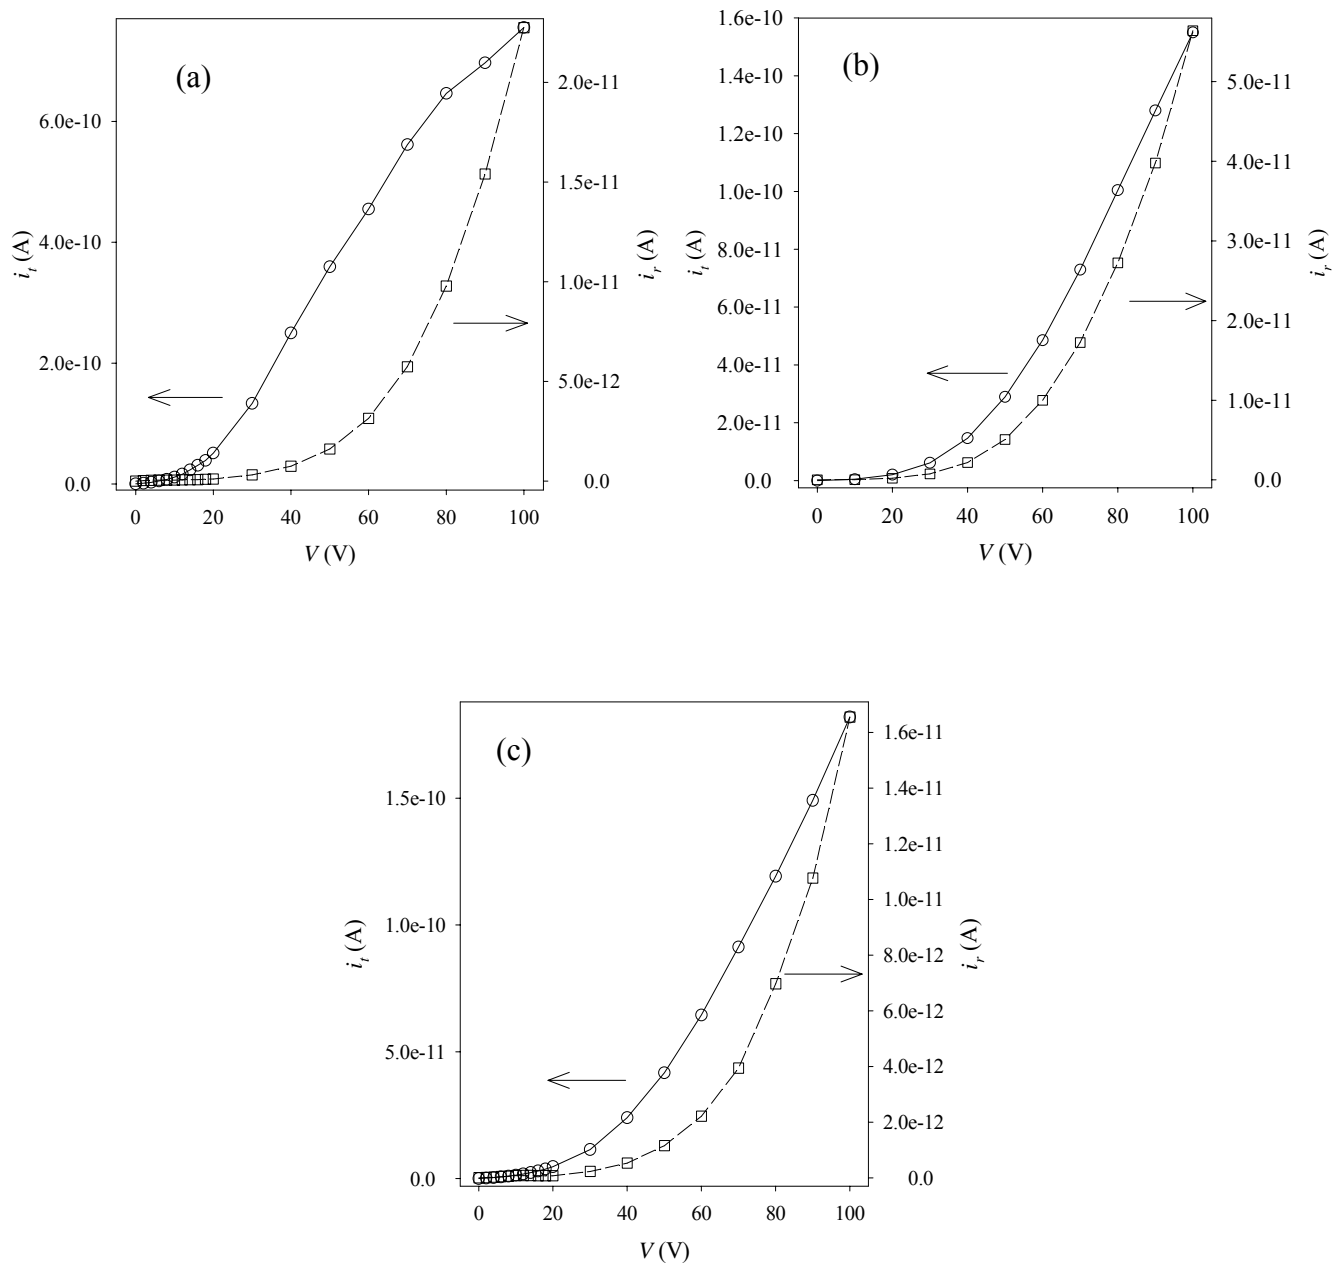 (a)
6.0e-10
4.0e-10
2.0e-10
0.0
i_t (A)
2.0e-11
1.5e-11
1.0e-11
5.0e-12
0.0
i_r (A)
0 20 40 60 80 100
V (V)
(b)
1.6e-10
1.4e-10
1.2e-10
1.0e-10
8.0e-11
6.0e-11
4.0e-11
2.0e-11
0.0
i_t (A)
5.0e-11
4.0e-11
3.0e-11
2.0e-11
1.0e-11
0.0
i_r (A)
0 20 40 60 80 100
V (V)
(c)
1.5e-10
1.0e-10
5.0e-11
0.0
i_t (A)
1.6e-11
1.4e-11
1.2e-11
1.0e-11
8.0e-12
6.0e-12
4.0e-12
2.0e-12
0.0
i_r (A)
0 20 40 60 80 100
V (V)